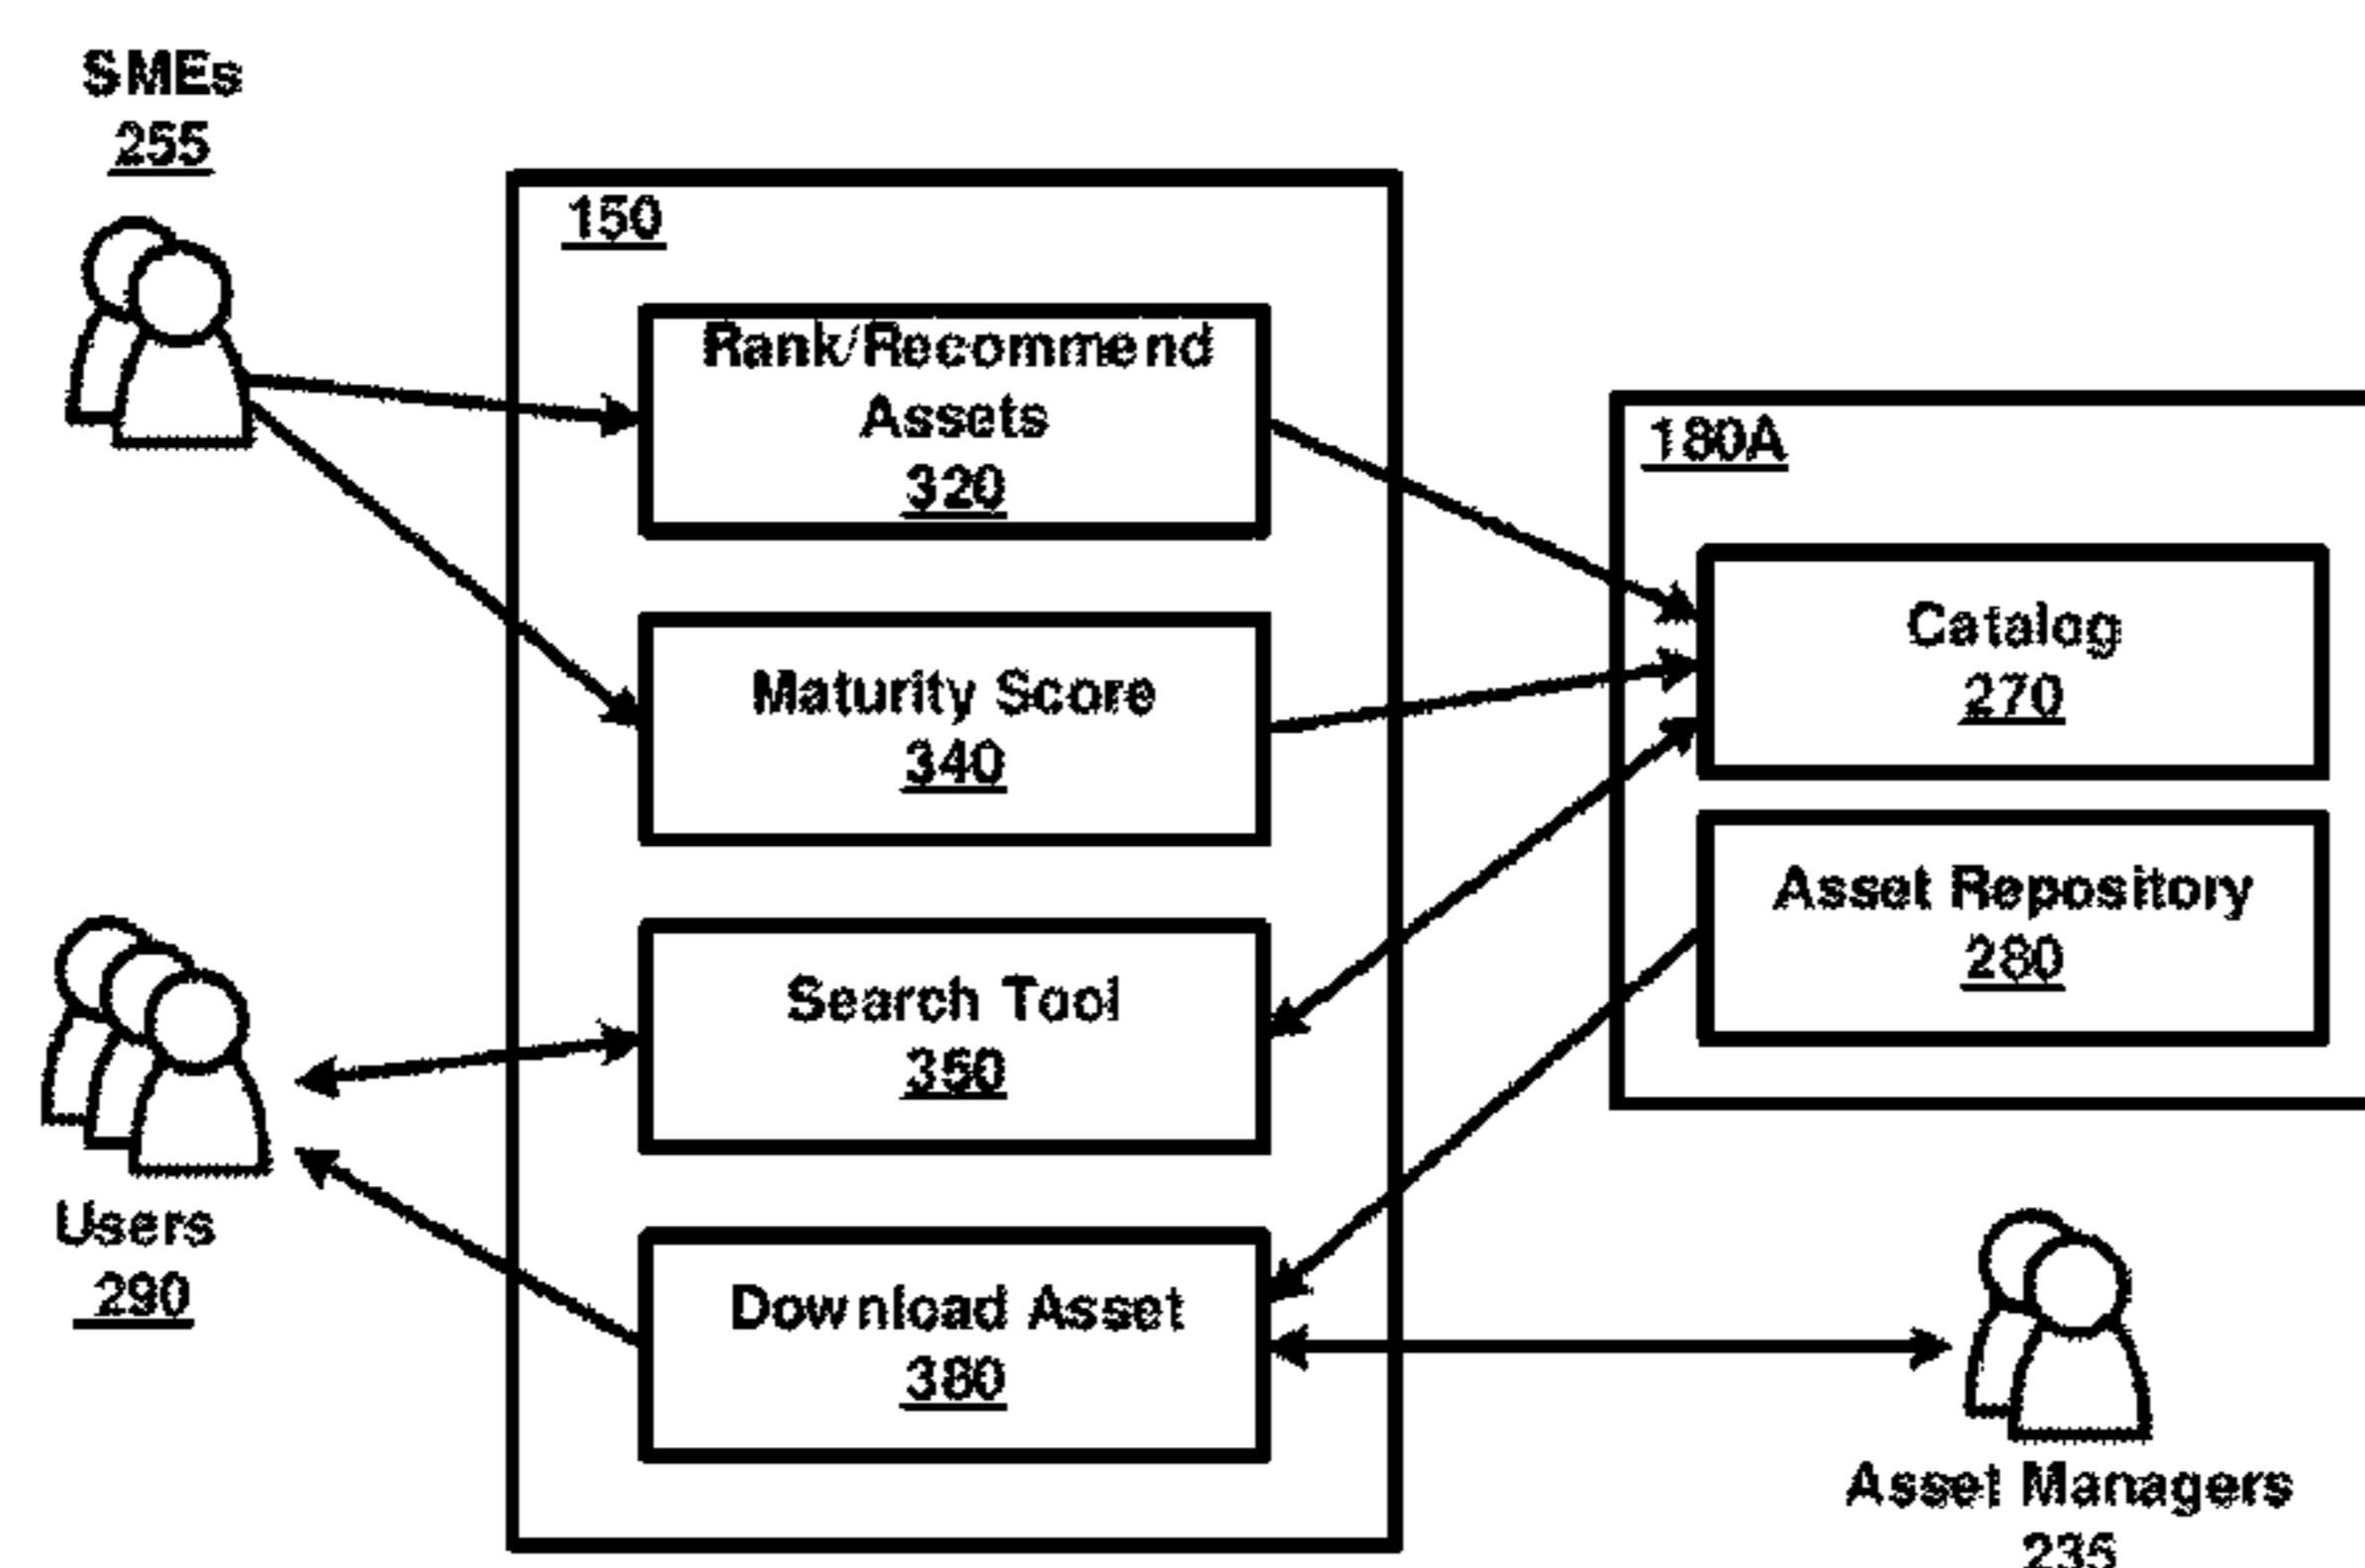 SMEs
255
150
Rank/Recommend
Assets
320
Maturity Score
340
Search Tool
350
Download Asset
380
180A
Catalog
270
Asset Repository
280
Users
290
Asset Managers
235